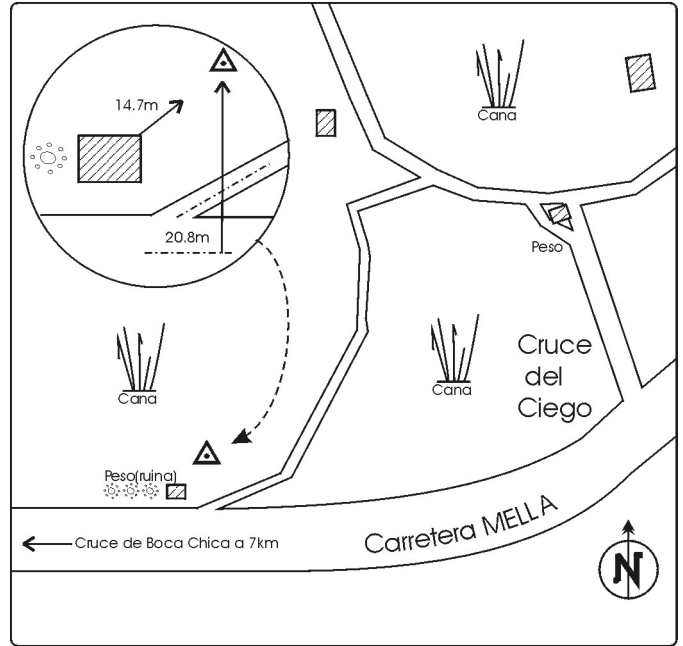 14.7m
20.8m
Cana
Peso
Cana
Cana
Cruce
del
Ciego
Peso(ruina)
Cruce de Boca Chica a 7km
Carretera MELLA
N